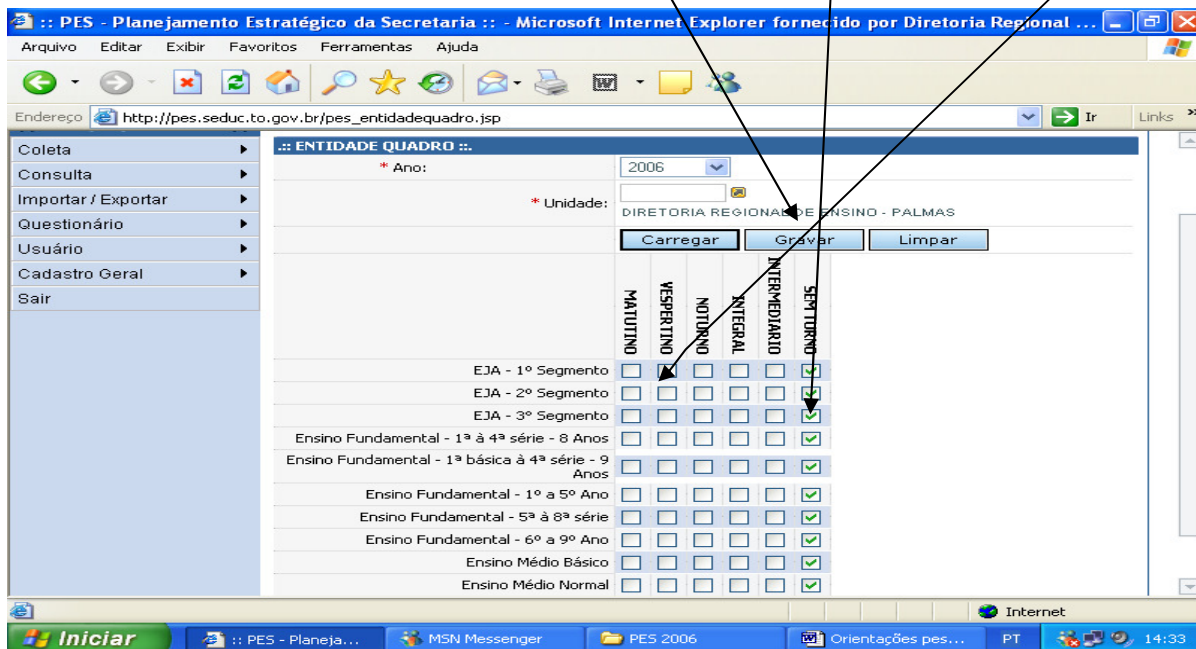 :: PES - Planejamento Estratégico da Secretaria :: - Microsoft Internet Explorer fornecido por Diretoria Regional ...
Arquivo Editar Exibir Favoritos Ferramentas Ajuda
Endereço http://pes.seduc.to.gov.br/pes_entidadequadro.jsp Ir Links »
Coleta
Consulta
Importar / Exportar
Questionário
Usuário
Cadastro Geral
Sair
.:: ENTIDADE QUADRO ::.
* Ano: 2006
* Unidade:
DIRETORIA REGIONAL DE ENSINO - PALMAS
Carregar Gravar Limpar
MATUTINO VESPERTINO NOTURNO INTEGRAL INTERMEDIARIO SEM TURNO
EJA - 1º Segmento
EJA - 2º Segmento
EJA - 3º Segmento
Ensino Fundamental - 1ª à 4ª série - 8 Anos
Ensino Fundamental - 1ª básica à 4ª série - 9
Anos
Ensino Fundamental - 1º a 5º Ano
Ensino Fundamental - 5ª à 8ª série
Ensino Fundamental - 6º a 9º Ano
Ensino Médio Básico
Ensino Médio Normal
Internet
Iniciar :: PES - Planeja... MSN Messenger PES 2006 Orientações pes... PT 14:33